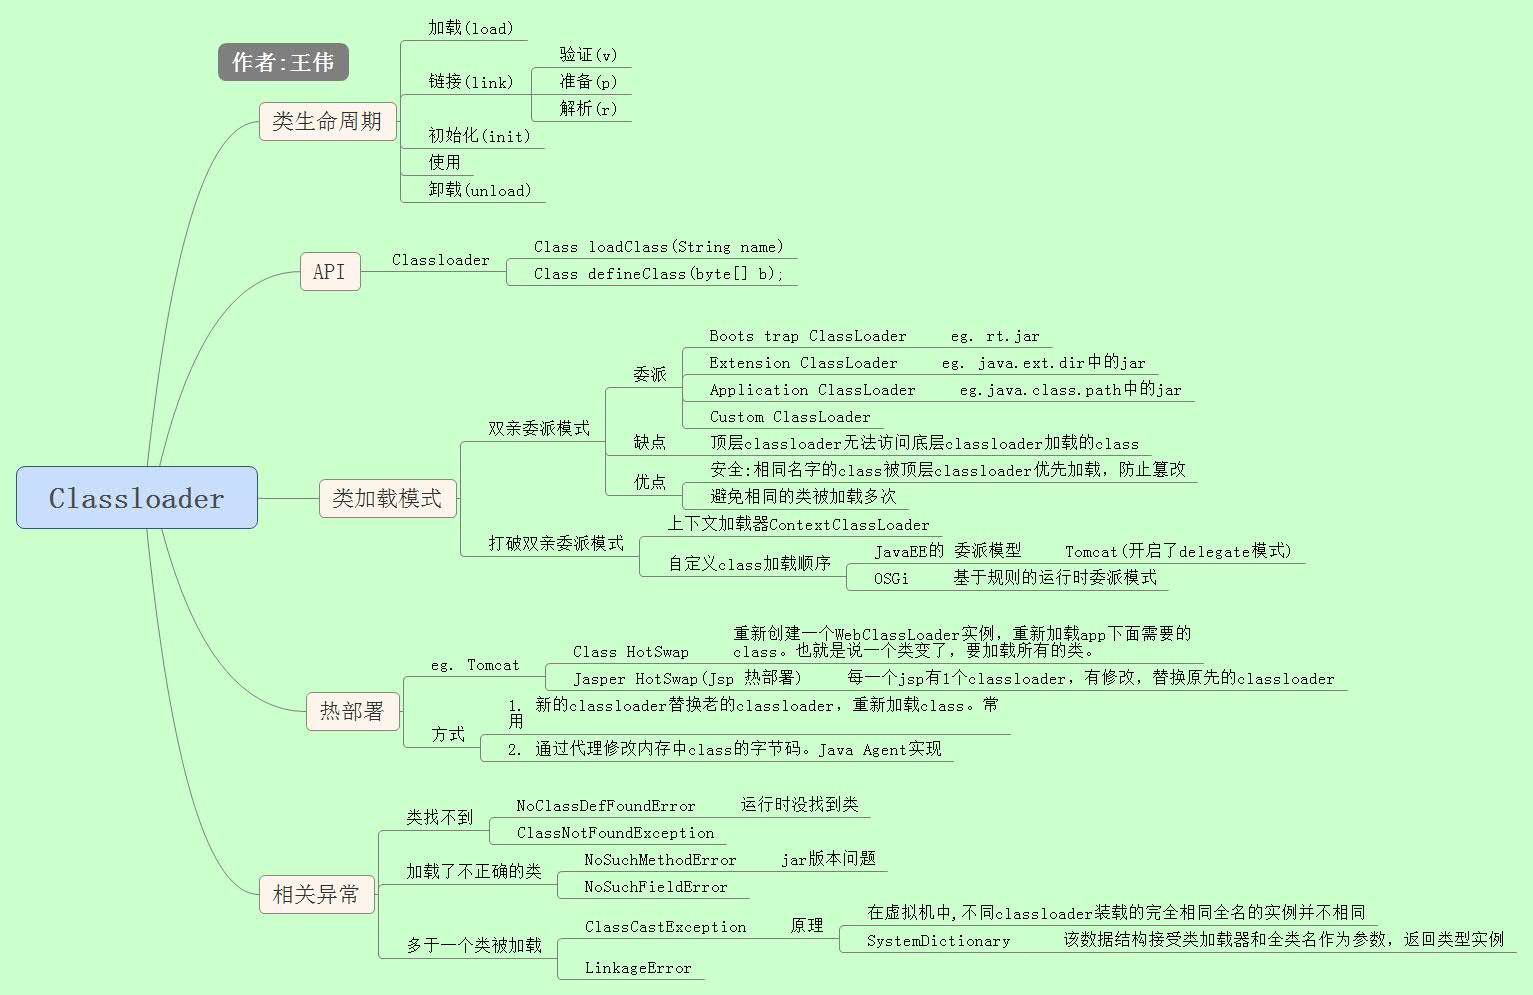 作者:王伟
Classloader
类生命周期
加载(load)
链接(link)
验证(v)
准备(p)
解析(r)
初始化(init)
使用
卸载(unload)
API
Classloader
Class loadClass(String name)
Class defineClass(byte[] b);
类加载模式
双亲委派模式
委派
Boots trap ClassLoader eg. rt.jar
Extension ClassLoader eg. java.ext.dir中的jar
Application ClassLoader eg.java.class.path中的jar
Custom ClassLoader
缺点 顶层classloader无法访问底层classloader加载的class
优点
安全:相同名字的class被顶层classloader优先加载，防止篡改
避免相同的类被加载多次
打破双亲委派模式
上下文加载器ContextClassLoader
自定义class加载顺序
JavaEE的 委派模型 Tomcat(开启了delegate模式)
OSGi 基于规则的运行时委派模式
热部署
eg. Tomcat
Class HotSwap
重新创建一个WebClassLoader实例，重新加载app下面需要的
class。也就是说一个类变了，要加载所有的类。
Jasper HotSwap(Jsp 热部署) 每一个jsp有1个classloader，有修改，替换原先的classloader
方式
1. 新的classloader替换老的classloader，重新加载class。常
用
2. 通过代理修改内存中class的字节码。Java Agent实现
相关异常
类找不到
NoClassDefFoundError 运行时没找到类
ClassNotFoundException
加载了不正确的类
NoSuchMethodError jar版本问题
NoSuchFieldError
多于一个类被加载
ClassCastException 原理
在虚拟机中,不同classloader装载的完全相同全名的实例并不相同
SystemDictionary 该数据结构接受类加载器和全类名作为参数，返回类型实例
LinkageError